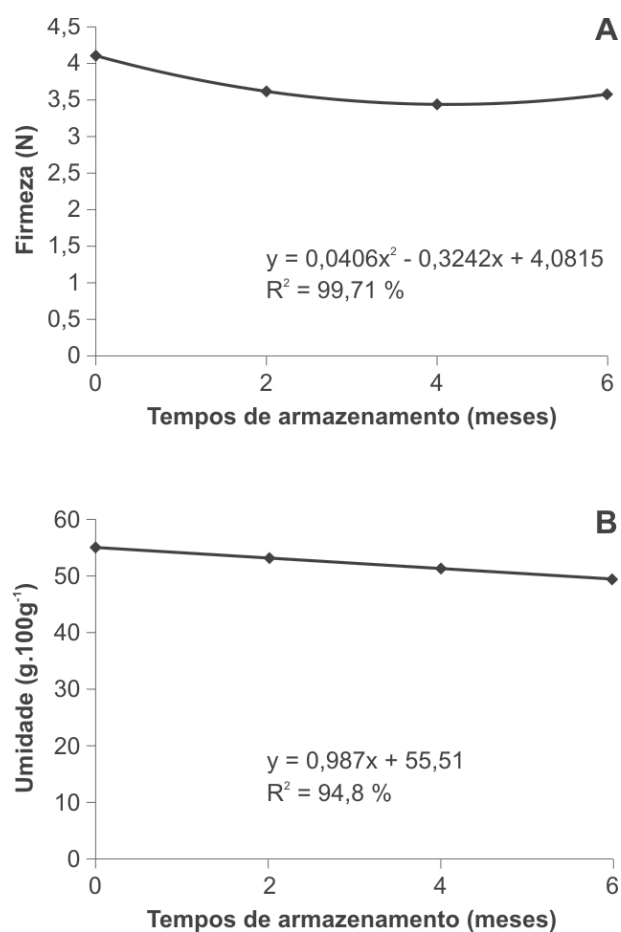 A
4,5
4
3,5
3
2,5
2
1,5
1
0,5
0
Firmeza (N)
y = 0,0406x² - 0,3242x + 4,0815
R² = 99,71 %
0 2 4 6
Tempos de armazenamento (meses)
B
60
50
40
30
20
10
0
Umidade (g.100g⁻¹)
y = 0,987x + 55,51
R² = 94,8 %
0 2 4 6
Tempos de armazenamento (meses)